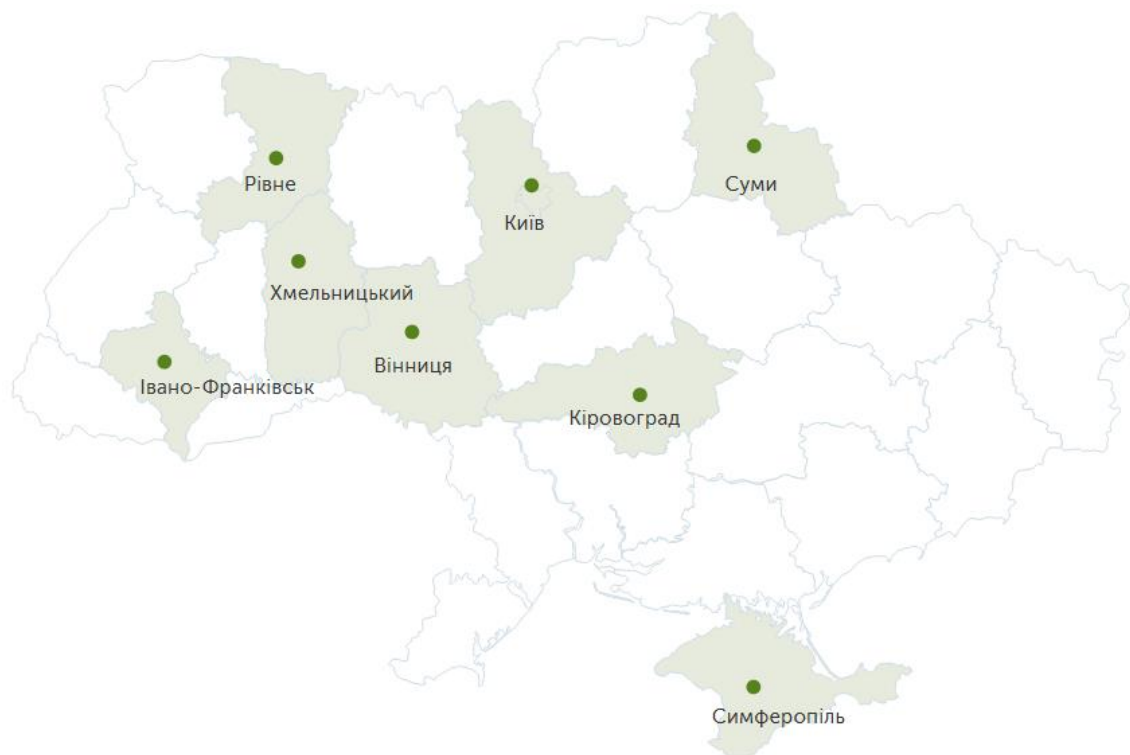 Рівне
Суми
Київ
Хмельницький
Вінниця
Івано-Франківськ
Кіровоград
Симферопіль